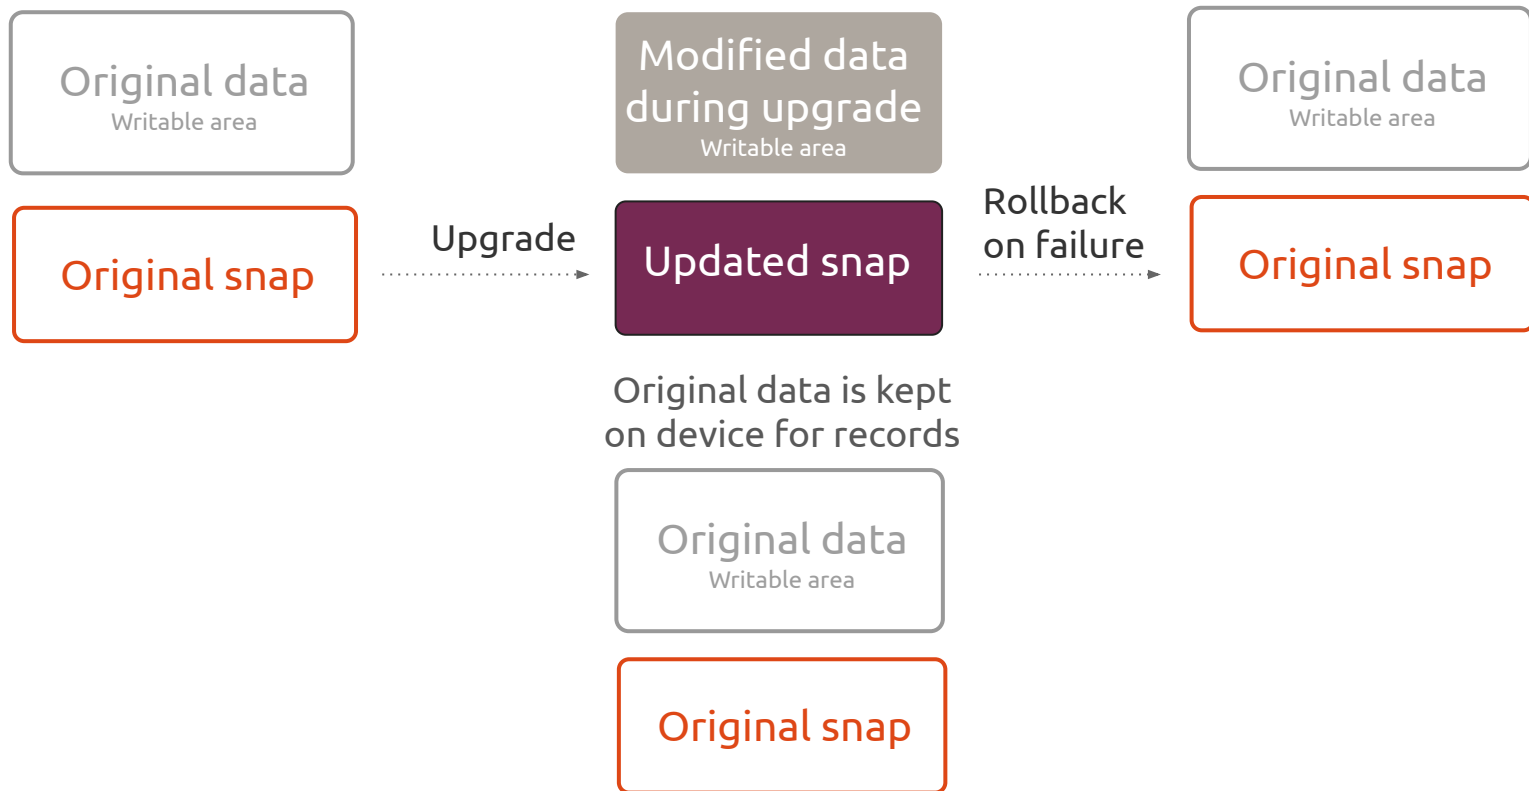 Original data
Writable area
Original snap
Upgrade
Modified data
during upgrade
Writable area
Updated snap
Rollback
on failure
Original data
Writable area
Original snap
Original data is kept
on device for records
Original data
Writable area
Original snap